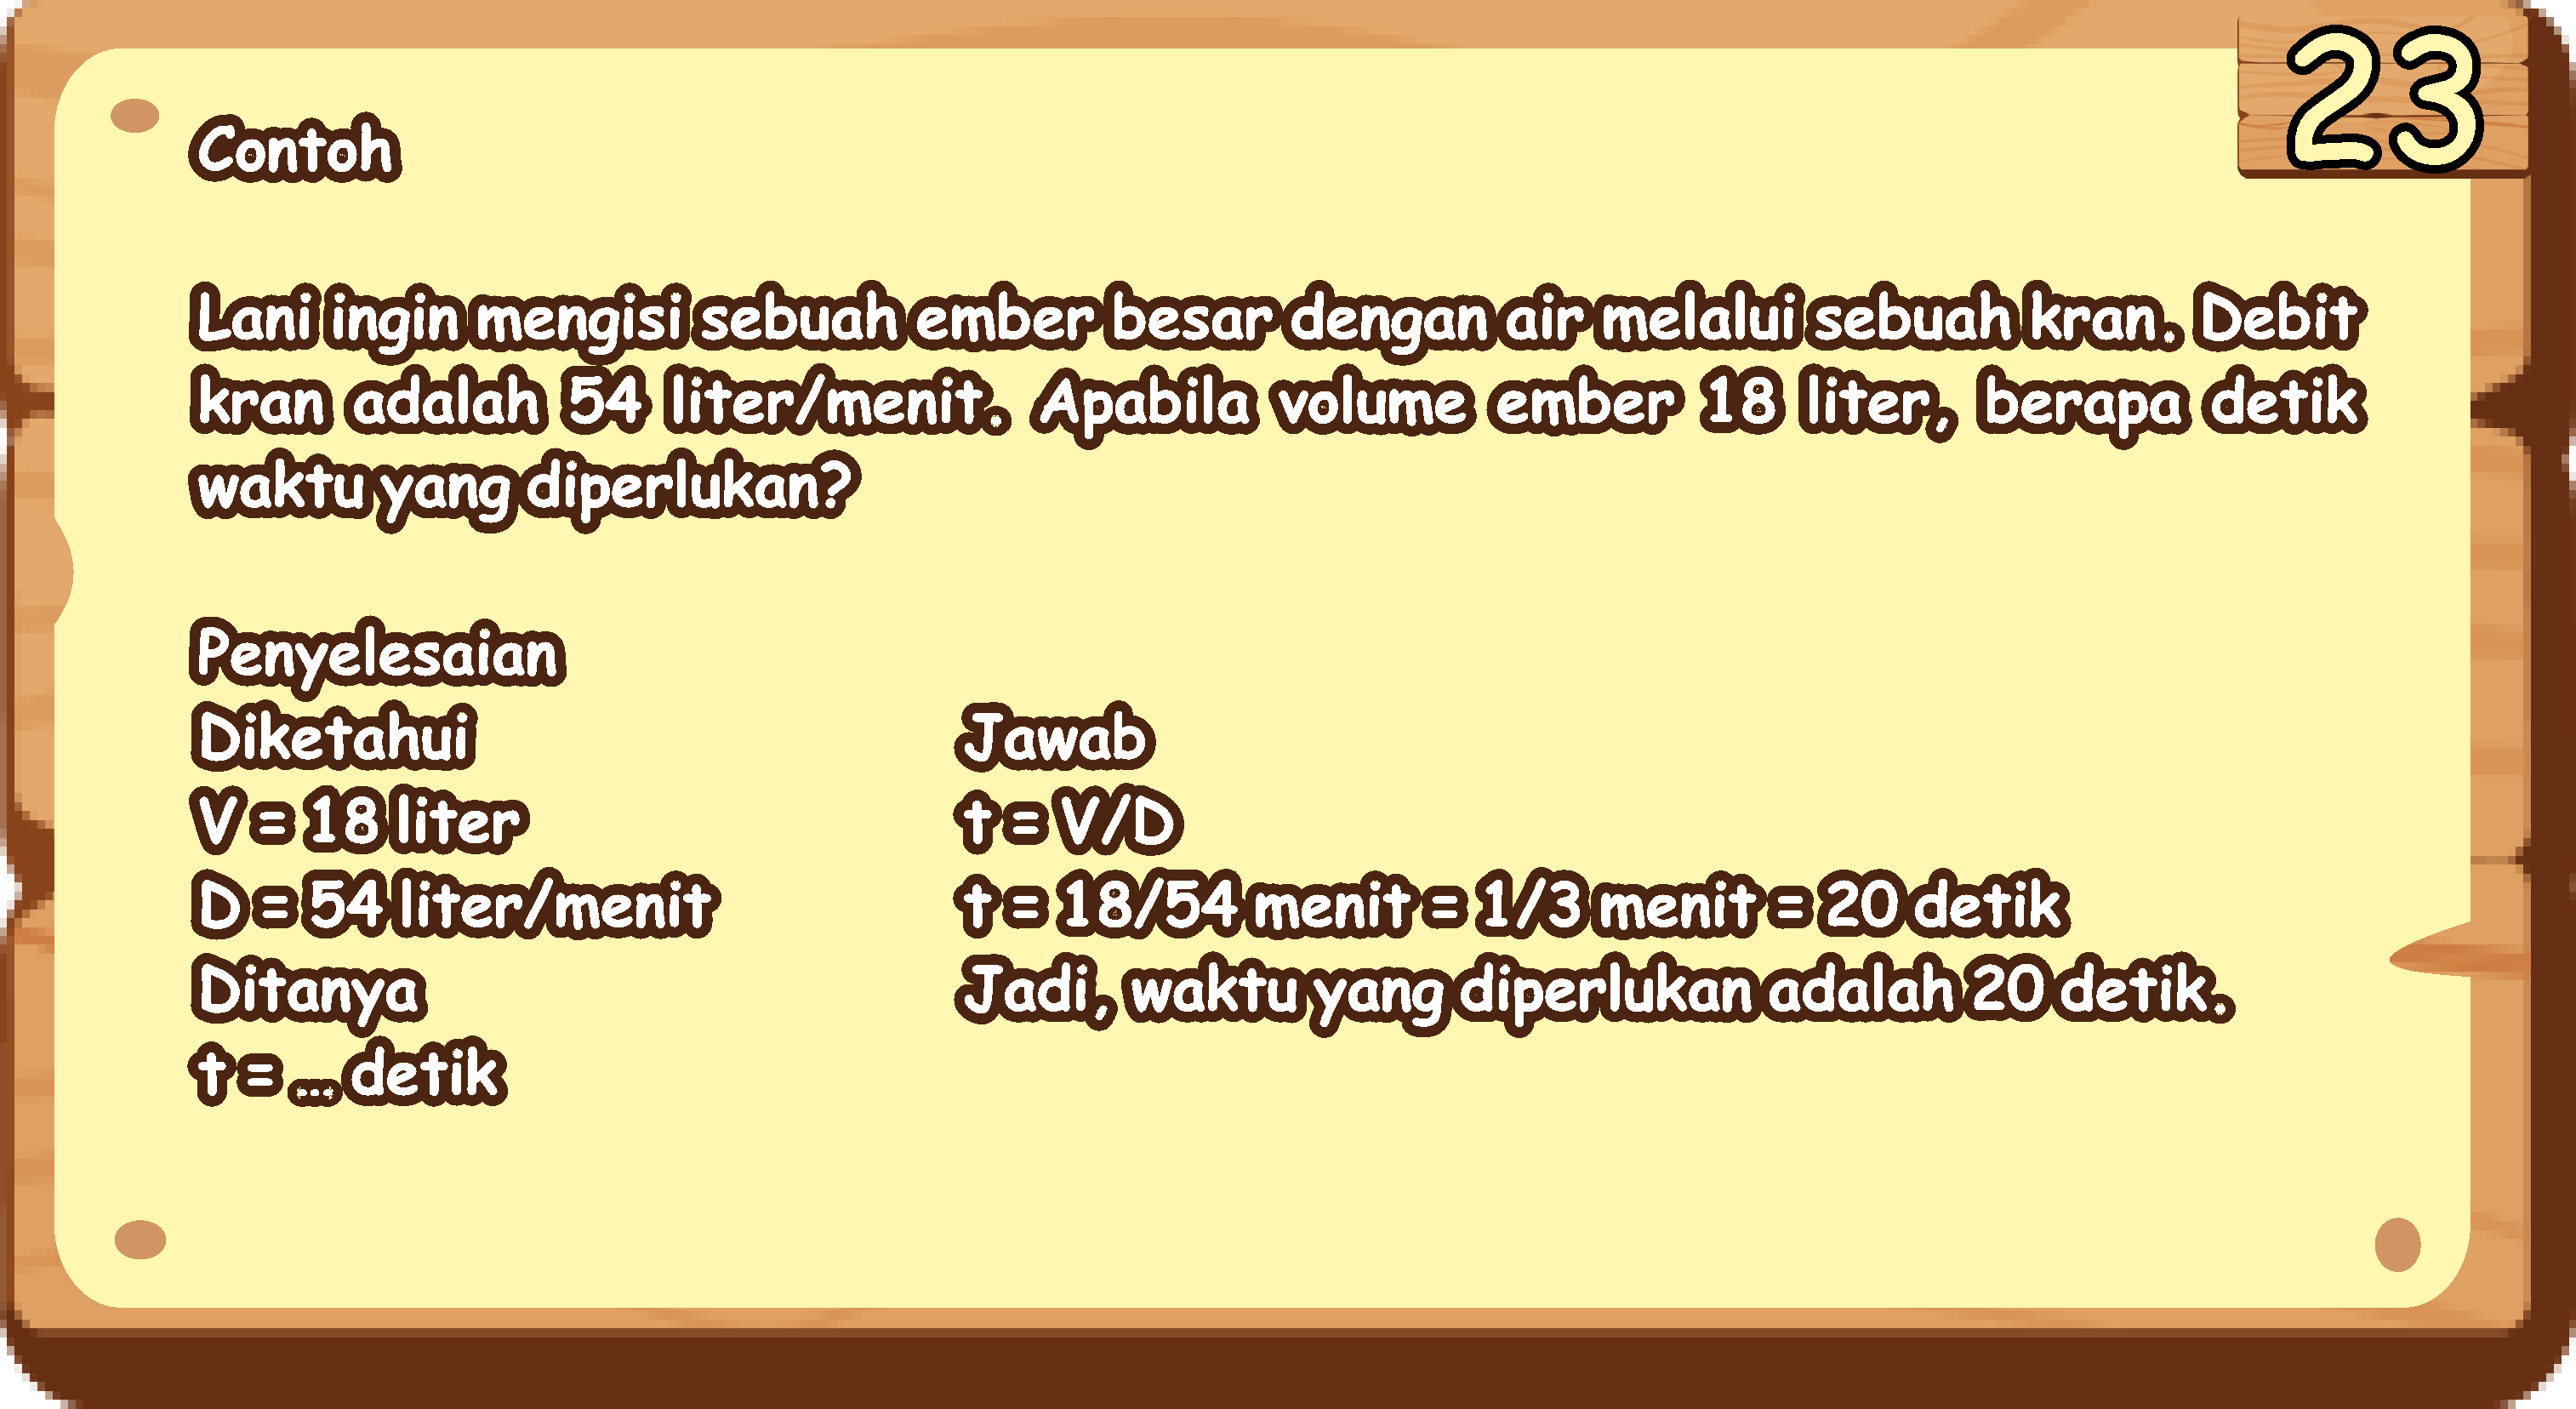 23
Contoh
Lani ingin mengisi sebuah ember besar dengan air melalui sebuah kran. Debit
kran adalah 54 liter/menit. Apabila volume ember 18 liter, berapa detik
waktu yang diperlukan?
Penyelesaian
Diketahui
V = 18 liter
D = 54 liter/menit
Ditanya
t = ... detik
Jawab
t = V/D
t = 18/54 menit = 1/3 menit = 20 detik
Jadi, waktu yang diperlukan adalah 20 detik.